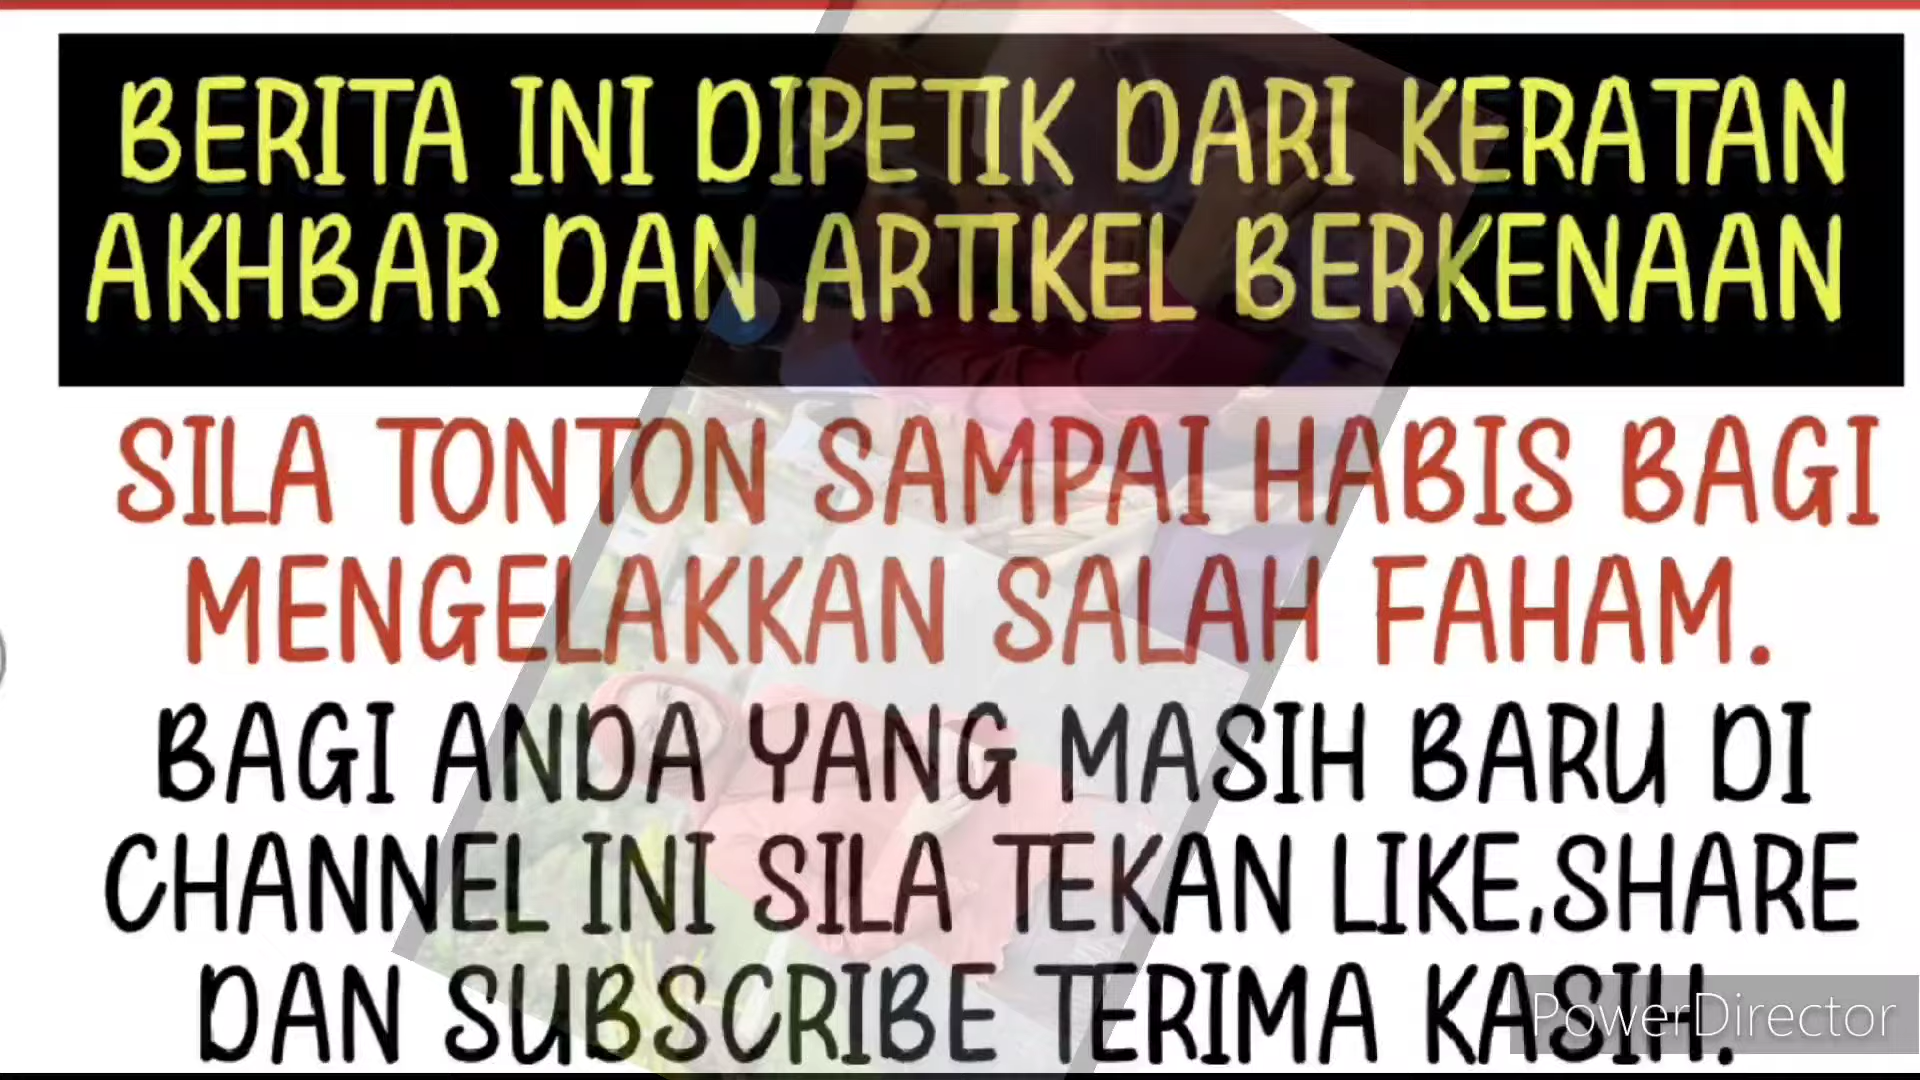 BERITA INI DIPETIK DARI KERATAN
AKHBAR DAN ARTIKEL BERKENAAN
SILA TONTON SAMPAI HABIS BAGI
MENGELAKKAN SALAH FAHAM.
BAGI ANDA YANG MASIH BARU DI
CHANNEL INI SILA TEKAN LIKE,SHARE
DAN SUBSCRIBE TERIMA KASIH.
PowerDirector